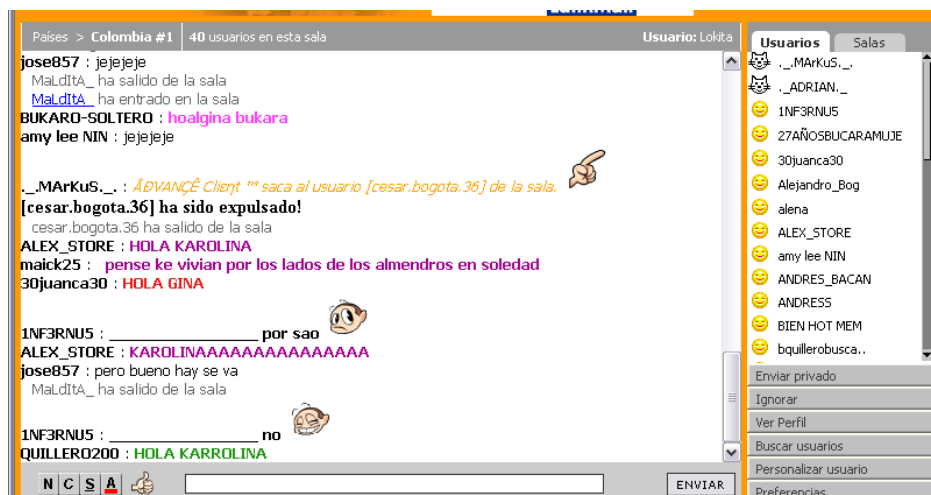 Países > Colombia #1 40 usuarios en esta sala Usuario: Lokita
jose857 : jejejeje
MaLdItA_ ha salido de la sala
MaLdItA_ ha entrado en la sala
BUKARO-SOLTERO : hoalgina bukara
amy lee NIN : jejejeje
._.MArKuS._. : ÅÐVANÇÊ Clieηt ™ saca al usuario [cesar.bogota.36] de la sala.
[cesar.bogota.36] ha sido expulsado!
cesar.bogota.36 ha salido de la sala
ALEX_STORE : HOLA KAROLINA
maick25 : pense ke vivian por los lados de los almendros en soledad
30juanca30 : HOLA GINA
1NF3RNU5 : ____________________ por sao
ALEX_STORE : KAROLINAAAAAAAAAAAAAAA
jose857 : pero bueno hay se va
MaLdItA_ ha salido de la sala
1NF3RNU5 : ____________________ no
QUILLERO200 : HOLA KARROLINA
N C S A ENVIAR
Usuarios Salas
._.MArKuS._.
._ADRIAN._
1NF3RNU5
27AÑOSBUCARAMUJE
30juanca30
Alejandro_Bog
alena
ALEX_STORE
amy lee NIN
ANDRES_BACAN
ANDRESS
BIEN HOT MEM
bquillerobusca..
Enviar privado
Ignorar
Ver Perfil
Buscar usuarios
Personalizar usuario
Preferencias